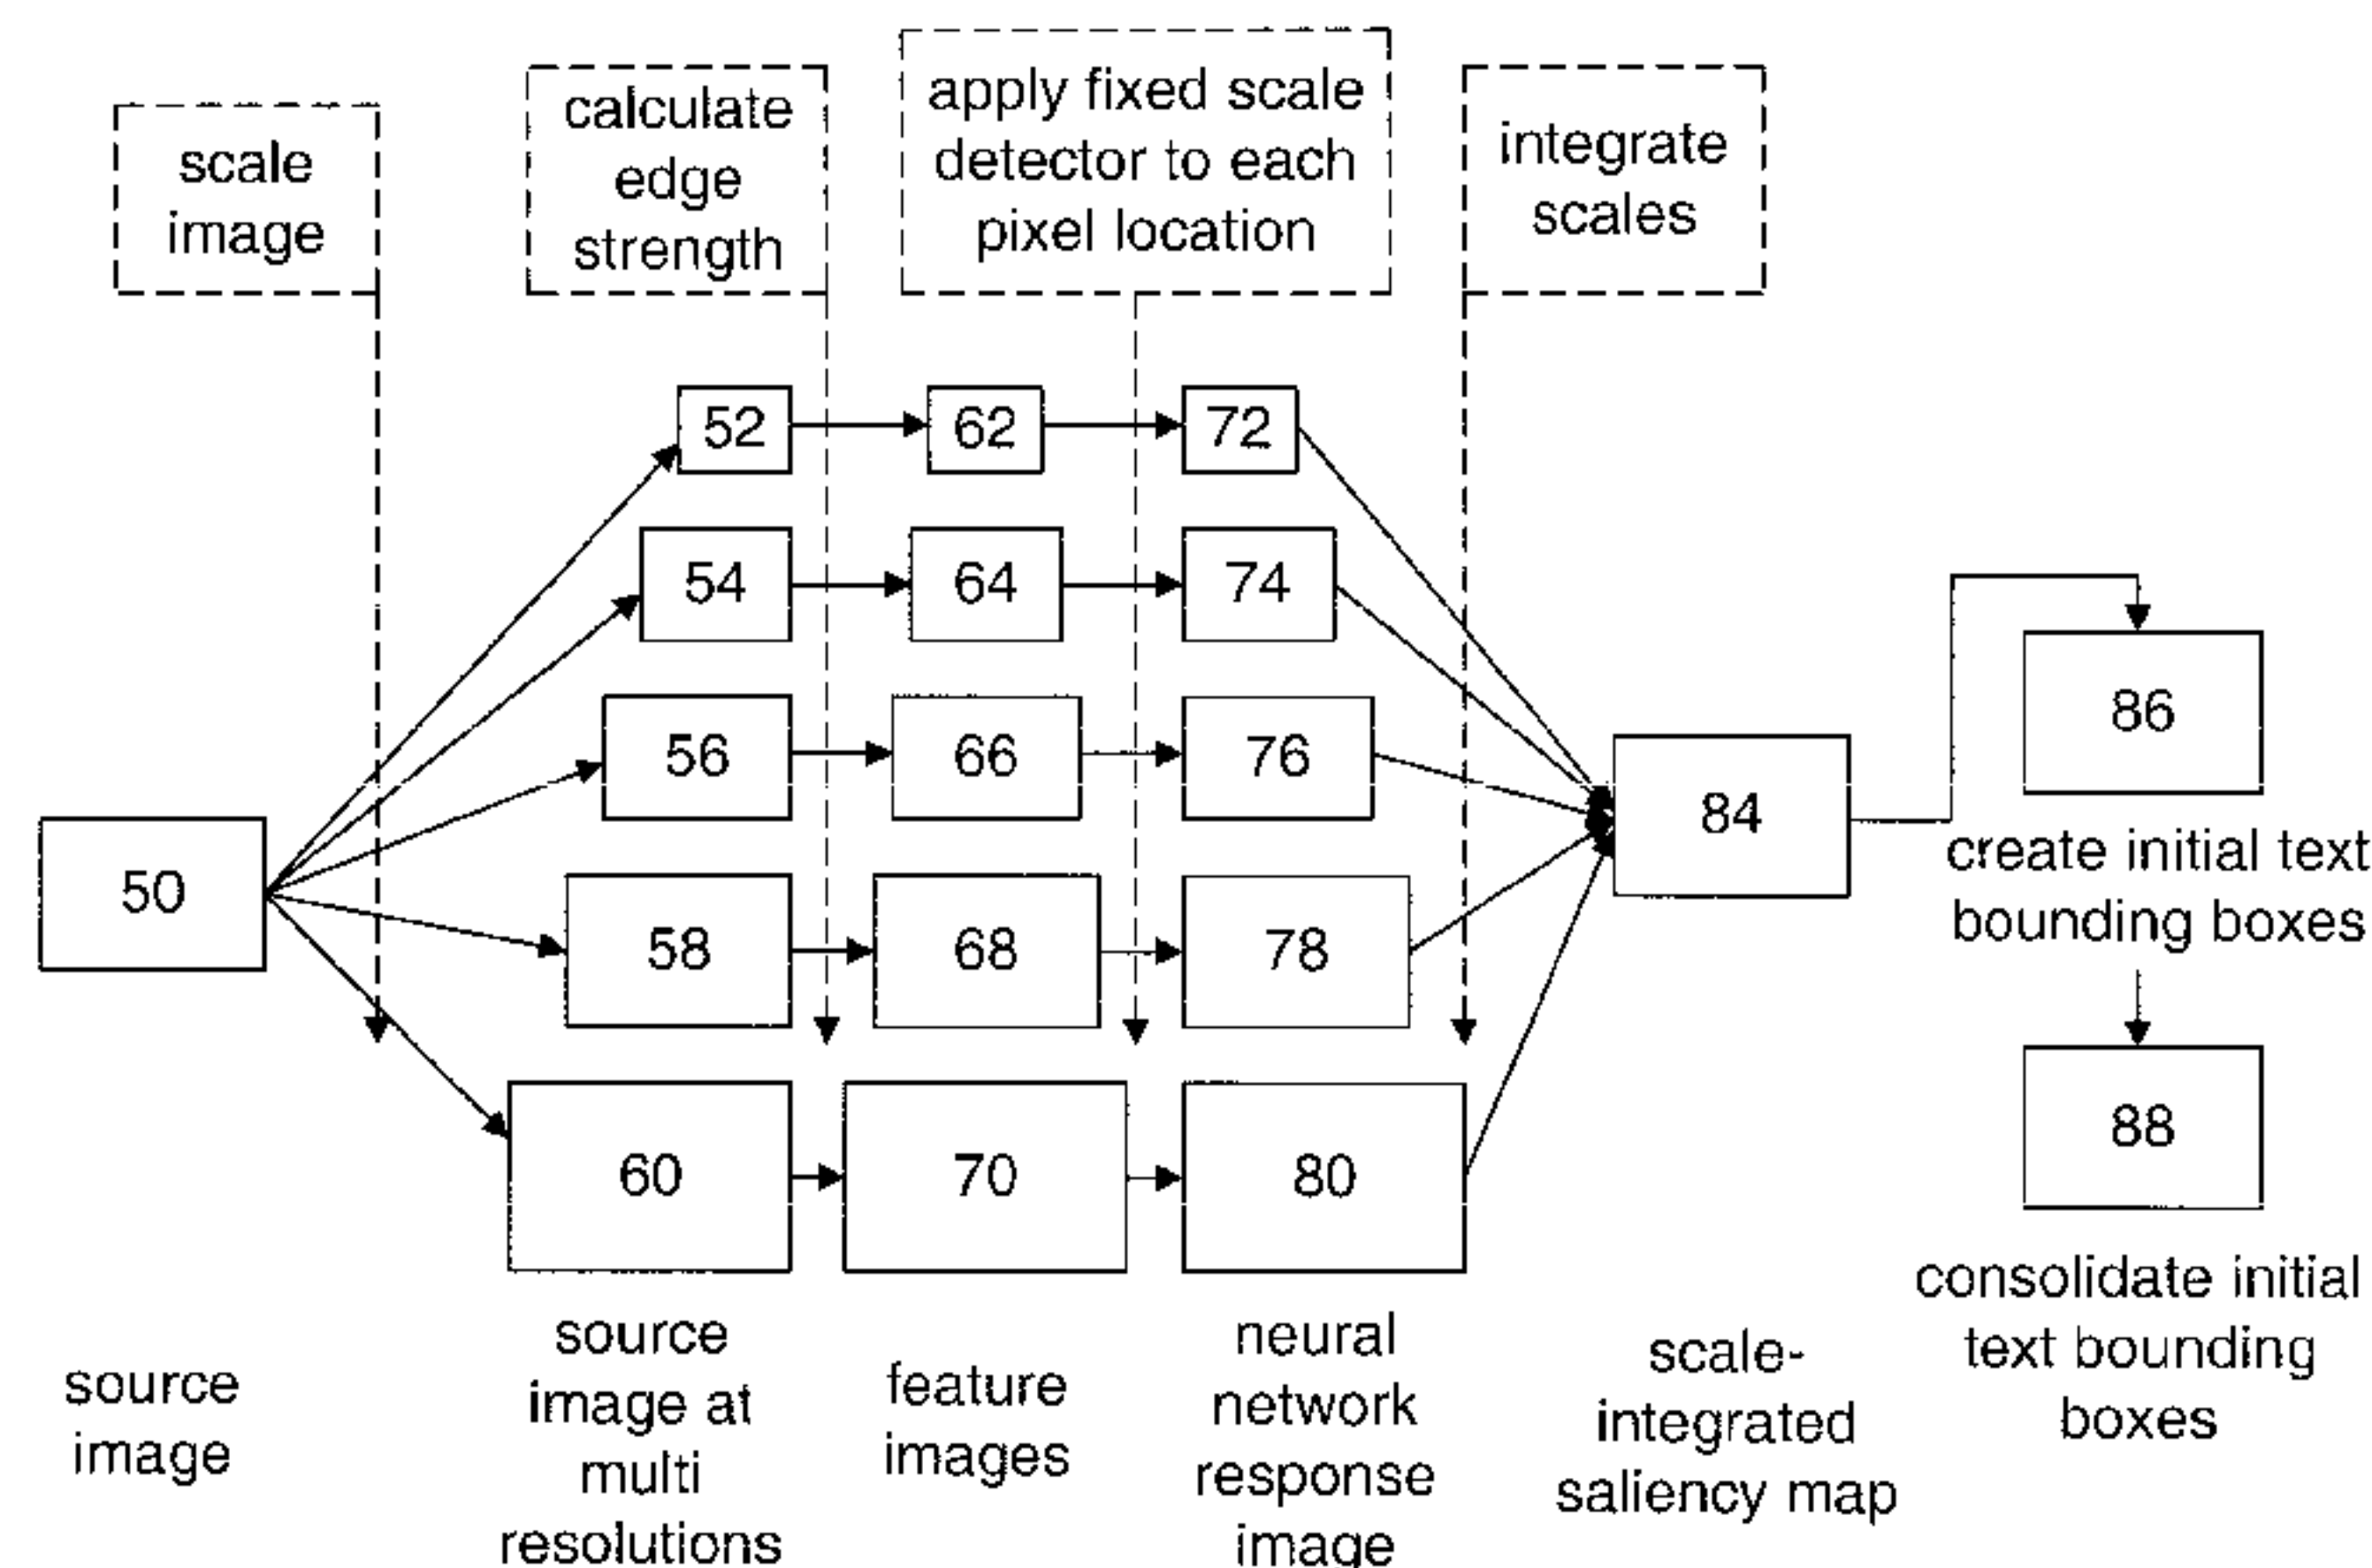 scale
image
calculate
edge
strength
apply fixed scale
detector to each
pixel location
integrate
scales
52
62
72
54
64
74
56
66
76
50
58
68
78
60
70
80
84
86
create initial text
bounding boxes
88
consolidate initial
text bounding
boxes
source
image
source
image at
multi
resolutions
feature
images
neural
network
response
image
scale-
integrated
saliency map